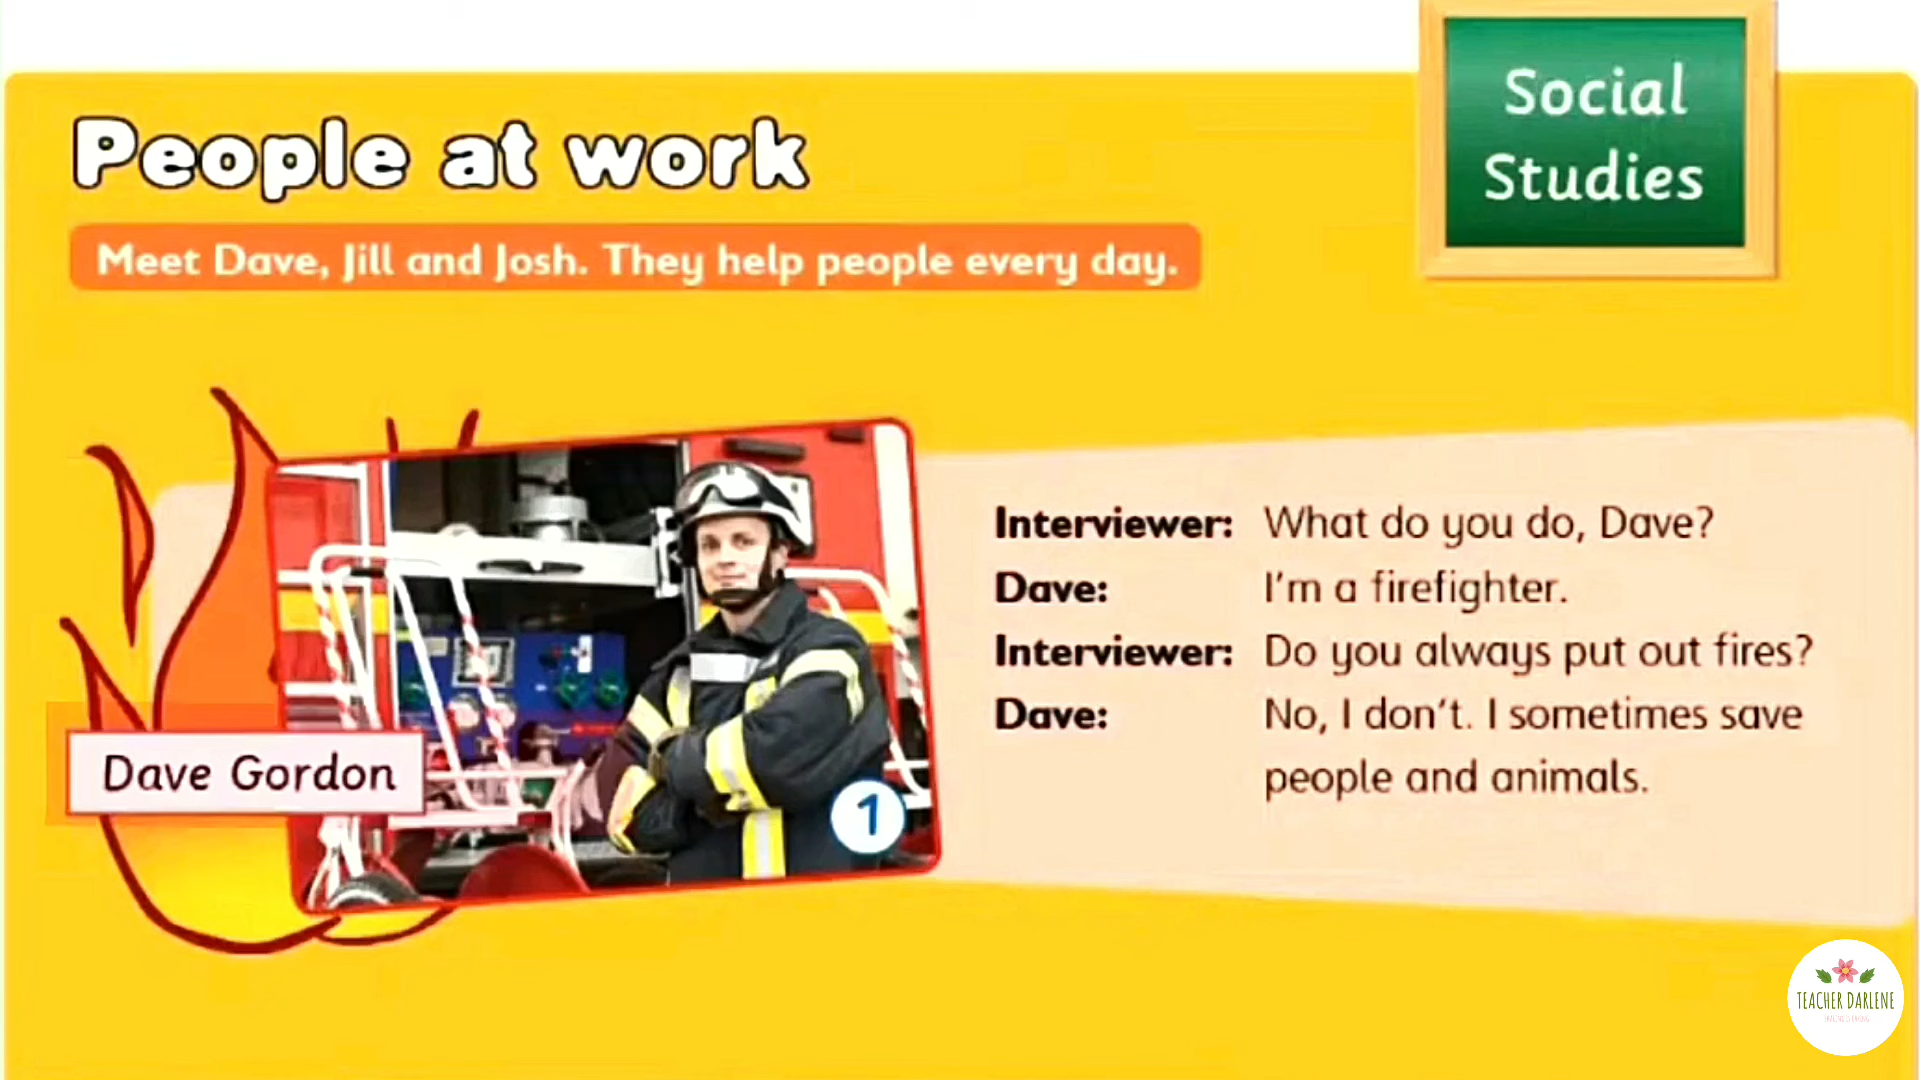 Social
Studies
People at work
Meet Dave, Jill and Josh. They help people every day.
Interviewer: What do you do, Dave?
Dave: I'm a firefighter.
Interviewer: Do you always put out fires?
Dave: No, I don't. I sometimes save
people and animals.
Dave Gordon
1
TEACHER DARLENE